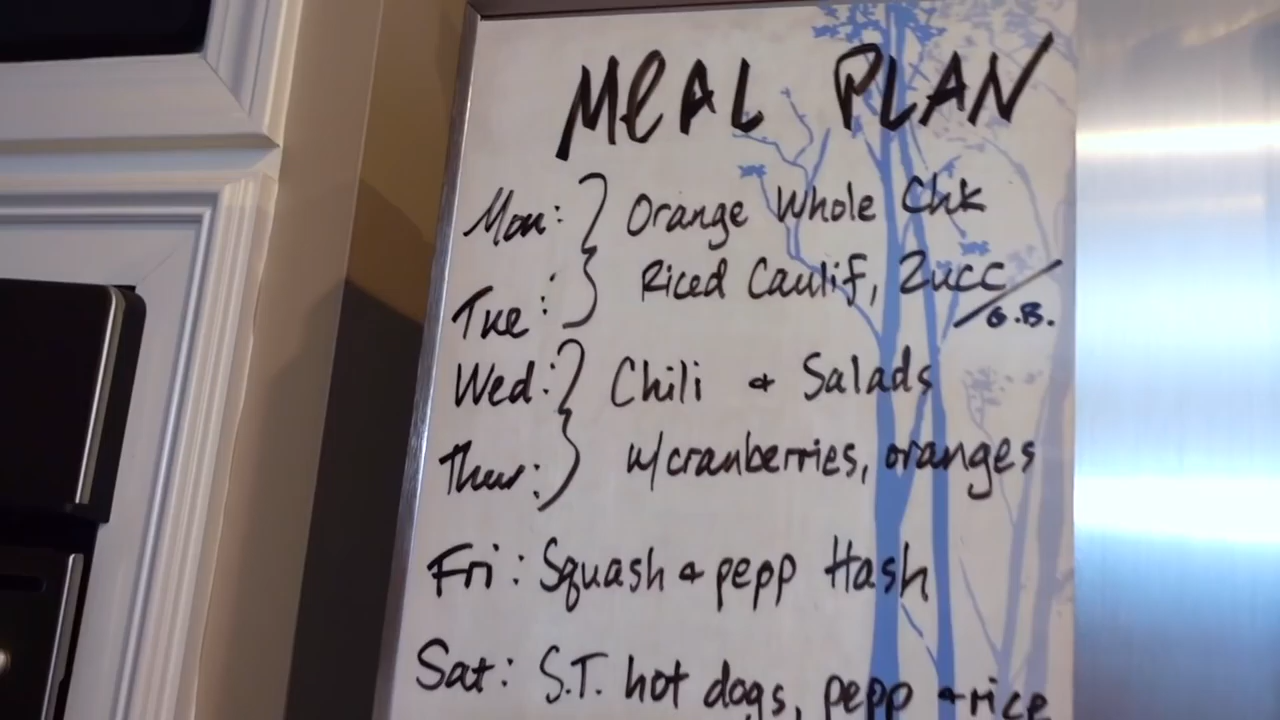 MEAL PLAN
Mon: Orange Whole Chk
Tue: Riced Caulif, Zucc/G.B.
Wed: Chili & Salads
Thur: w/cranberries, oranges
Fri: Squash & pepp Hash
Sat: S.T. hot dogs, pepp & rice